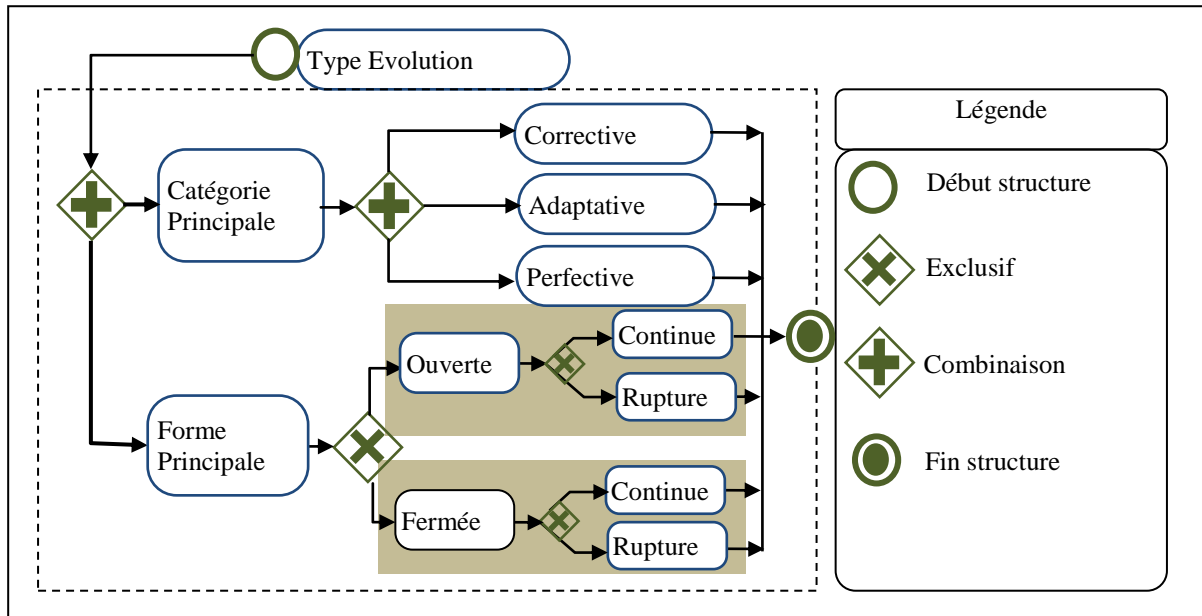 Type Evolution
Légende
Corrective
Catégorie
Principale
Adaptative
Perfective
Ouverte
Continue
Rupture
Forme
Principale
Fermée
Continue
Rupture
Début structure
Exclusif
Combinaison
Fin structure